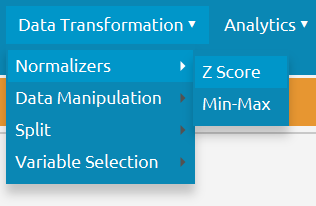 Data Transformation ▾ Analytics ▾
Normalizers
Z Score
Data Manipulation
Min-Max
Split
Variable Selection